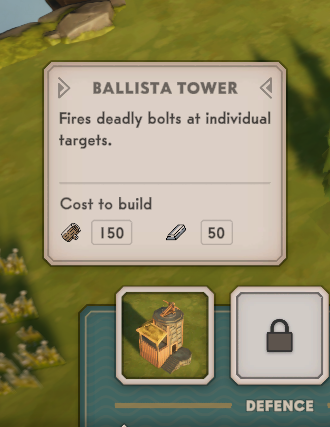 BALLISTA TOWER
Fires deadly bolts at individual
targets.
Cost to build
150 50
DEFENCE